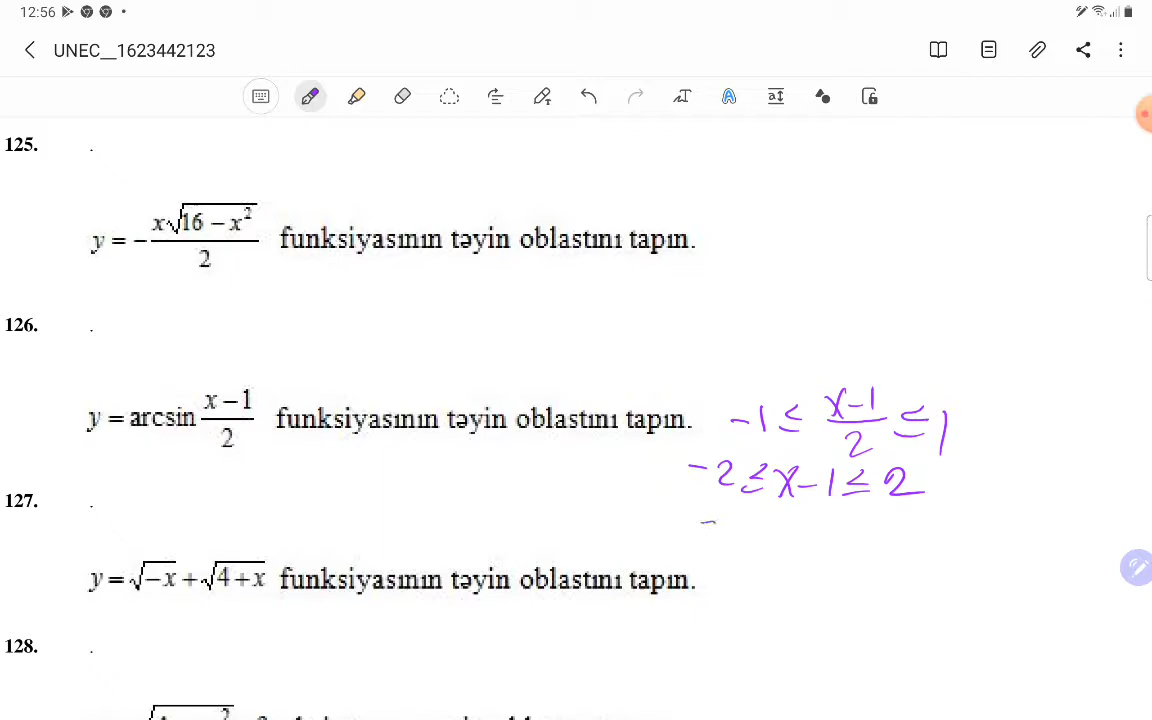 12:56
UNEC__1623442123
125. .
y = -x√16 - x² / 2 funksiyasının təyin oblastını tapın.
126. .
y = arcsin x - 1 / 2 funksiyasının təyin oblastını tapın. -1 ≤ x-1 / 2 ≤ 1
-2 ≤ x-1 ≤ 2
127. .
-
y = √-x + √4 + x funksiyasının təyin oblastını tapın.
128. .